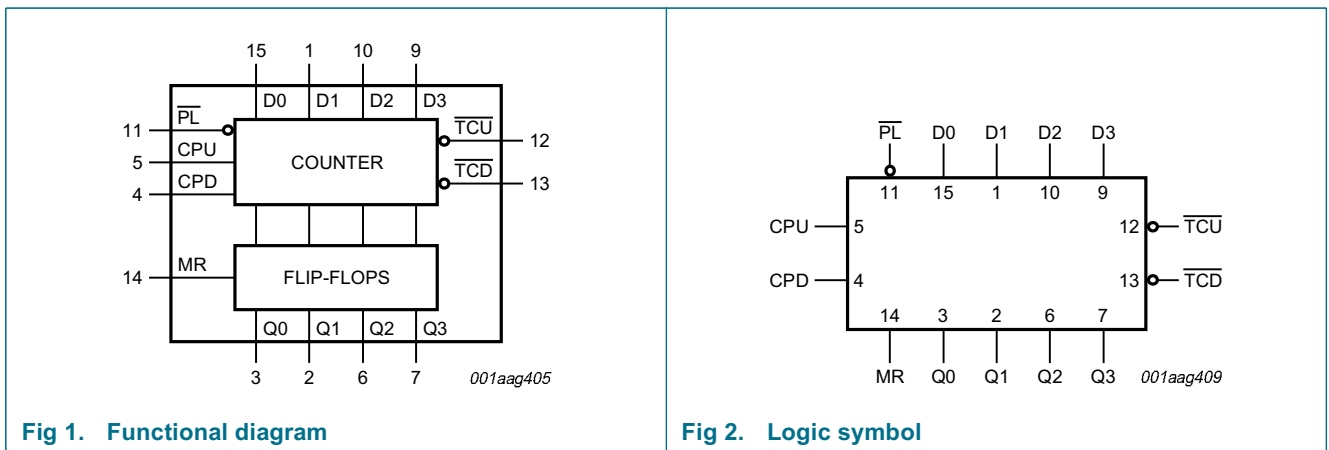 15 1 10 9
D0 D1 D2 D3
11 PL TCU 12
5 CPU COUNTER
4 CPD TCD 13
14 MR FLIP-FLOPS
Q0 Q1 Q2 Q3
3 2 6 7 001aag405
Fig 1. Functional diagram
PL D0 D1 D2 D3
11 15 1 10 9
CPU 5 12 TCU
CPD 4 13 TCD
14 3 2 6 7
MR Q0 Q1 Q2 Q3 001aag409
Fig 2. Logic symbol